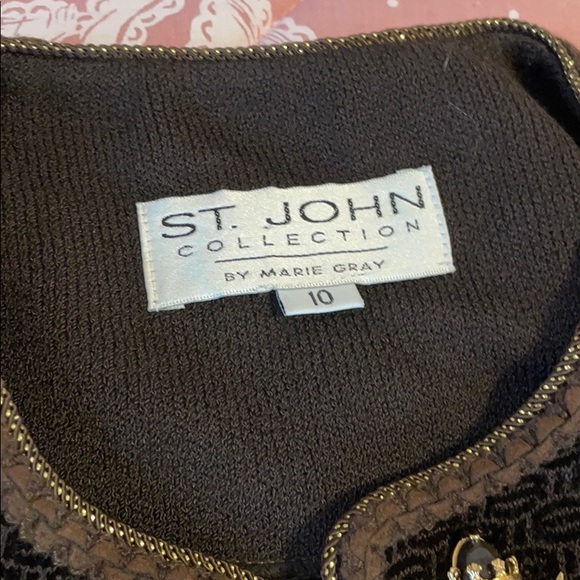 ST. JOHN
COLLECTION
BY MARIE GRAY
10